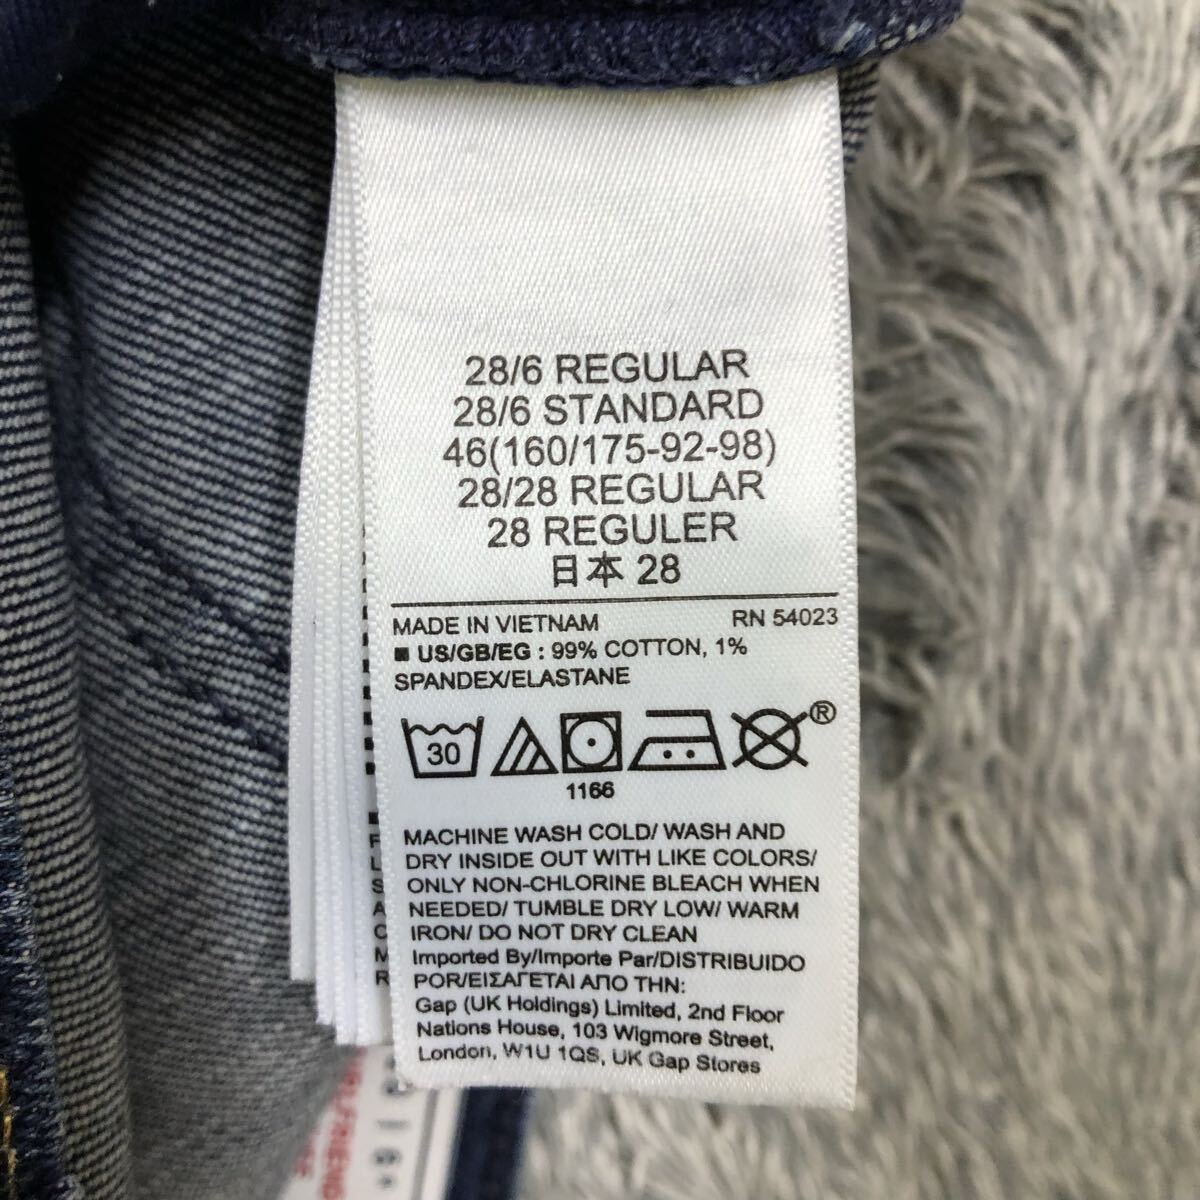 28/6 REGULAR
28/6 STANDARD
46(160/175-92-98)
28/28 REGULAR
28 REGULER
日本 28
MADE IN VIETNAM RN 54023
■ US/GB/EG : 99% COTTON, 1%
SPANDEX/ELASTANE
30 ®
1166
MACHINE WASH COLD/ WASH AND
DRY INSIDE OUT WITH LIKE COLORS/
ONLY NON-CHLORINE BLEACH WHEN
NEEDED/ TUMBLE DRY LOW/ WARM
IRON/ DO NOT DRY CLEAN
Imported By/Importe Par/DISTRIBUIDO
POR/ΕΙΣΑΓΕΤΑΙ ΑΠΟ ΤΗΝ:
Gap (UK Holdings) Limited, 2nd Floor
Nations House, 103 Wigmore Street,
London, W1U 1QS, UK Gap Stores